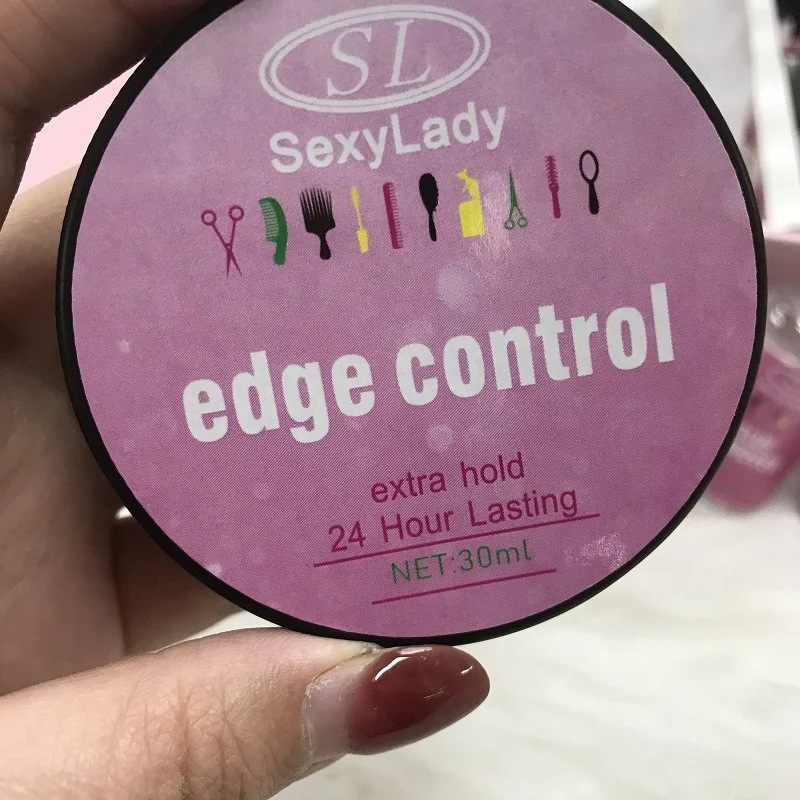 SL
SexyLady
edge control
extra hold
24 Hour Lasting
NET:30ml